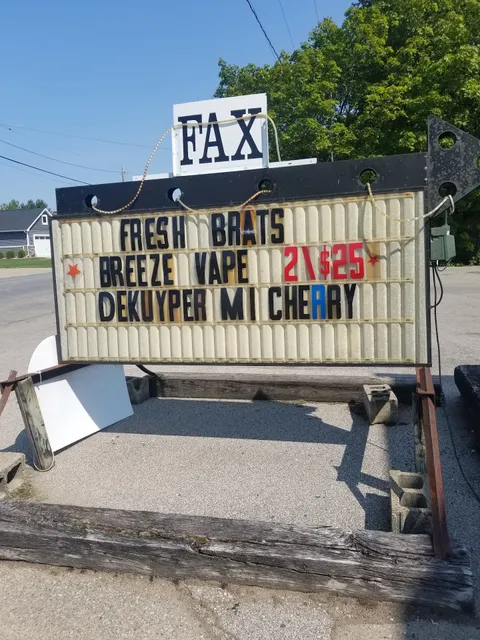 FAX
FRESH BRATS
BREEZE VAPE 2\$25
DEKUYPER MI CHERRY